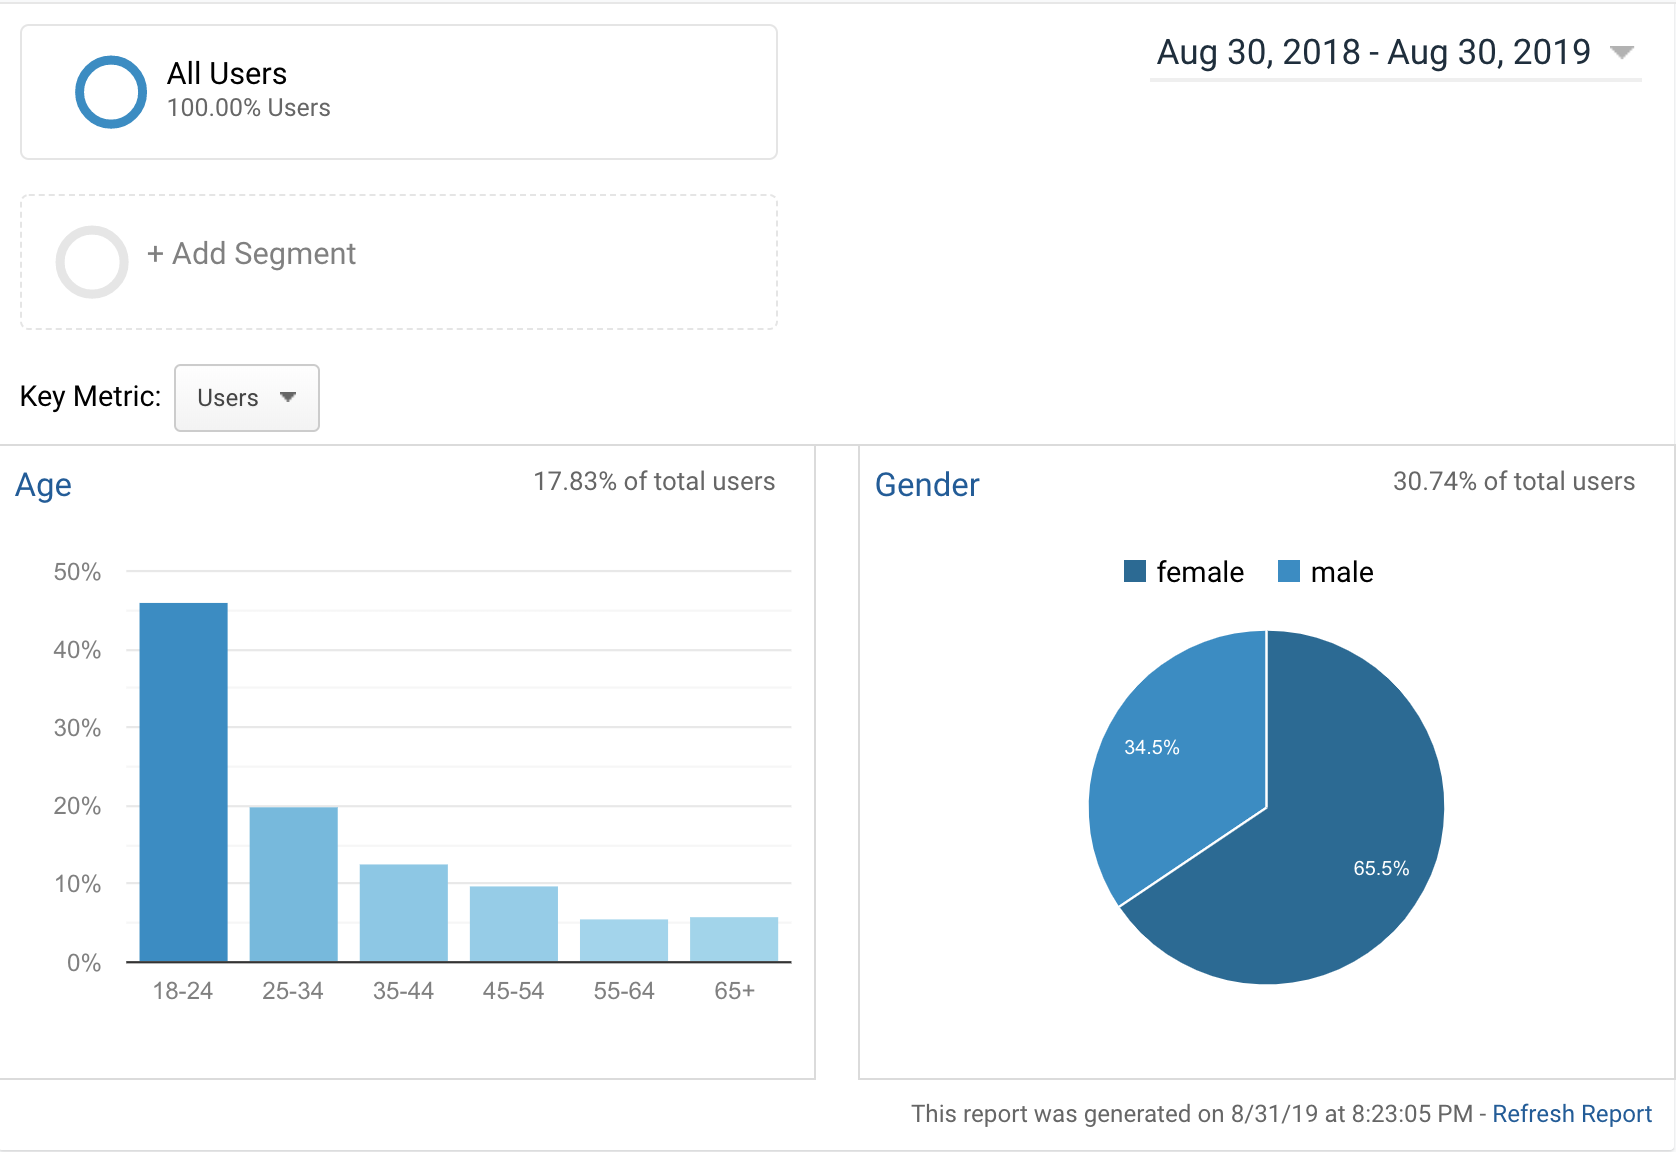 All Users
100.00% Users
Aug 30, 2018 - Aug 30, 2019
+ Add Segment
Key Metric:
Users
Age
17.83% of total users
50%
40%
30%
20%
10%
0%
18-24
25-34
35-44
45-54
55-64
65+
Gender
30.74% of total users
female
male
34.5%
65.5%
This report was generated on 8/31/19 at 8:23:05 PM - Refresh Report